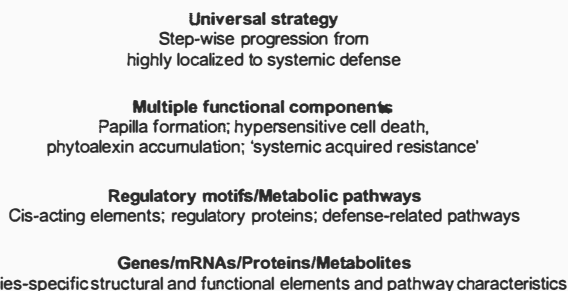 Universal strategy
Step-wise progression from
highly localized to systemic defense
Multiple functional components
Papilla formation; hypersensitive cell death,
phytoalexin accumulation; ‘systemic acquired resistance’
Regulatory motifs/Metabolic pathways
Cis-acting elements; regulatory proteins; defense-related pathways
Genes/mRNAs/Proteins/Metabolites
ies-specific structural and functional elements and pathway characteristics